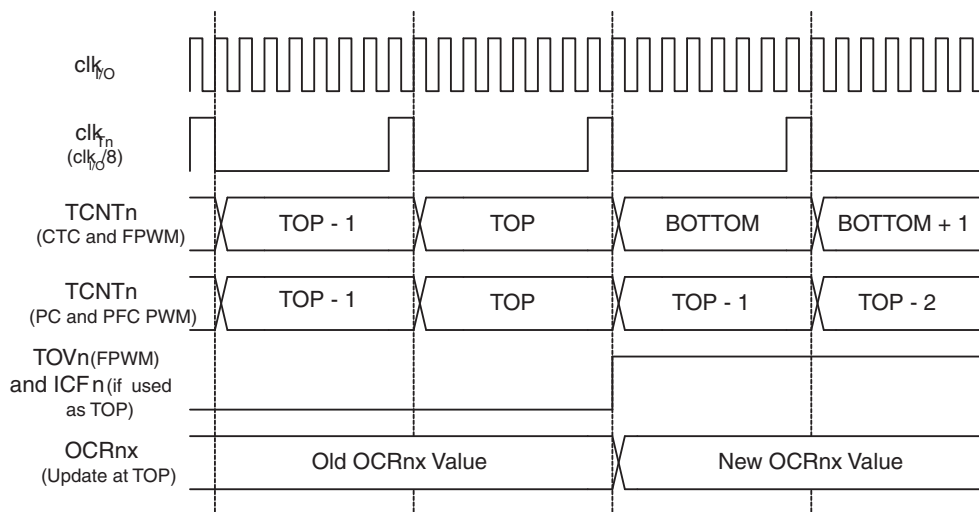 clkI/O
clkTn
(clkI/O/8)
TCNTn
(CTC and FPWM)
TOP - 1
TOP
BOTTOM
BOTTOM + 1
TCNTn
(PC and PFC PWM)
TOP - 1
TOP
TOP - 1
TOP - 2
TOVn (FPWM)
and ICFn (if used
as TOP)
OCRnx
(Update at TOP)
Old OCRnx Value
New OCRnx Value